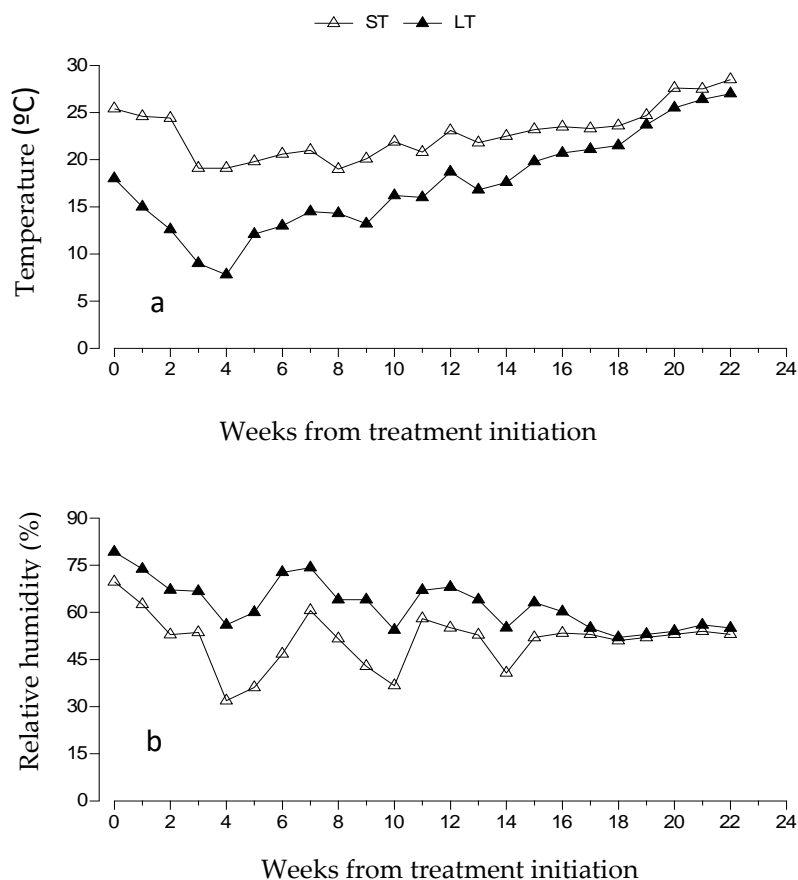 ST LT
30
25
20
15
10
5
0
Temperature (ºC)
a
0 2 4 6 8 10 12 14 16 18 20 22 24
Weeks from treatment initiation
90
75
60
45
30
15
0
Relative humidity (%)
b
0 2 4 6 8 10 12 14 16 18 20 22 24
Weeks from treatment initiation